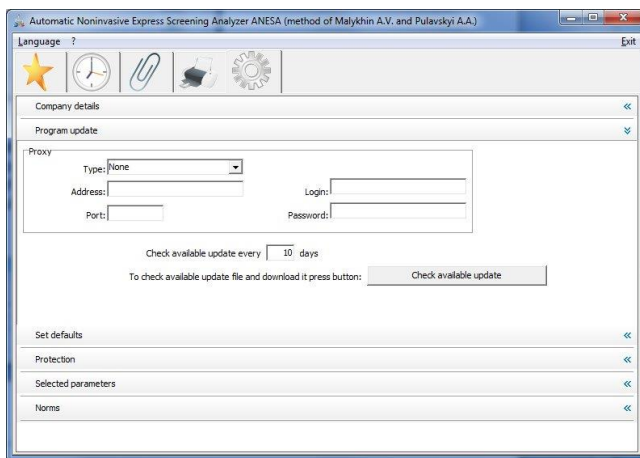 Automatic Noninvasive Express Screening Analyzer ANESA (method of Malykhin A.V. and Pulavskyi A.A.)
Language ? Exit
Company details
Program update
Proxy
Type: None
Address: Login:
Port: Password:
Check available update every 10 days
To check available update file and download it press button: Check available update
Set defaults
Protection
Selected parameters
Norms